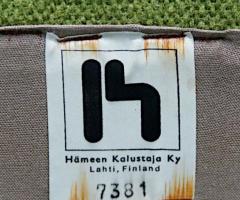 Hämeen Kalustaja Ky
Lahti, Finland
7381